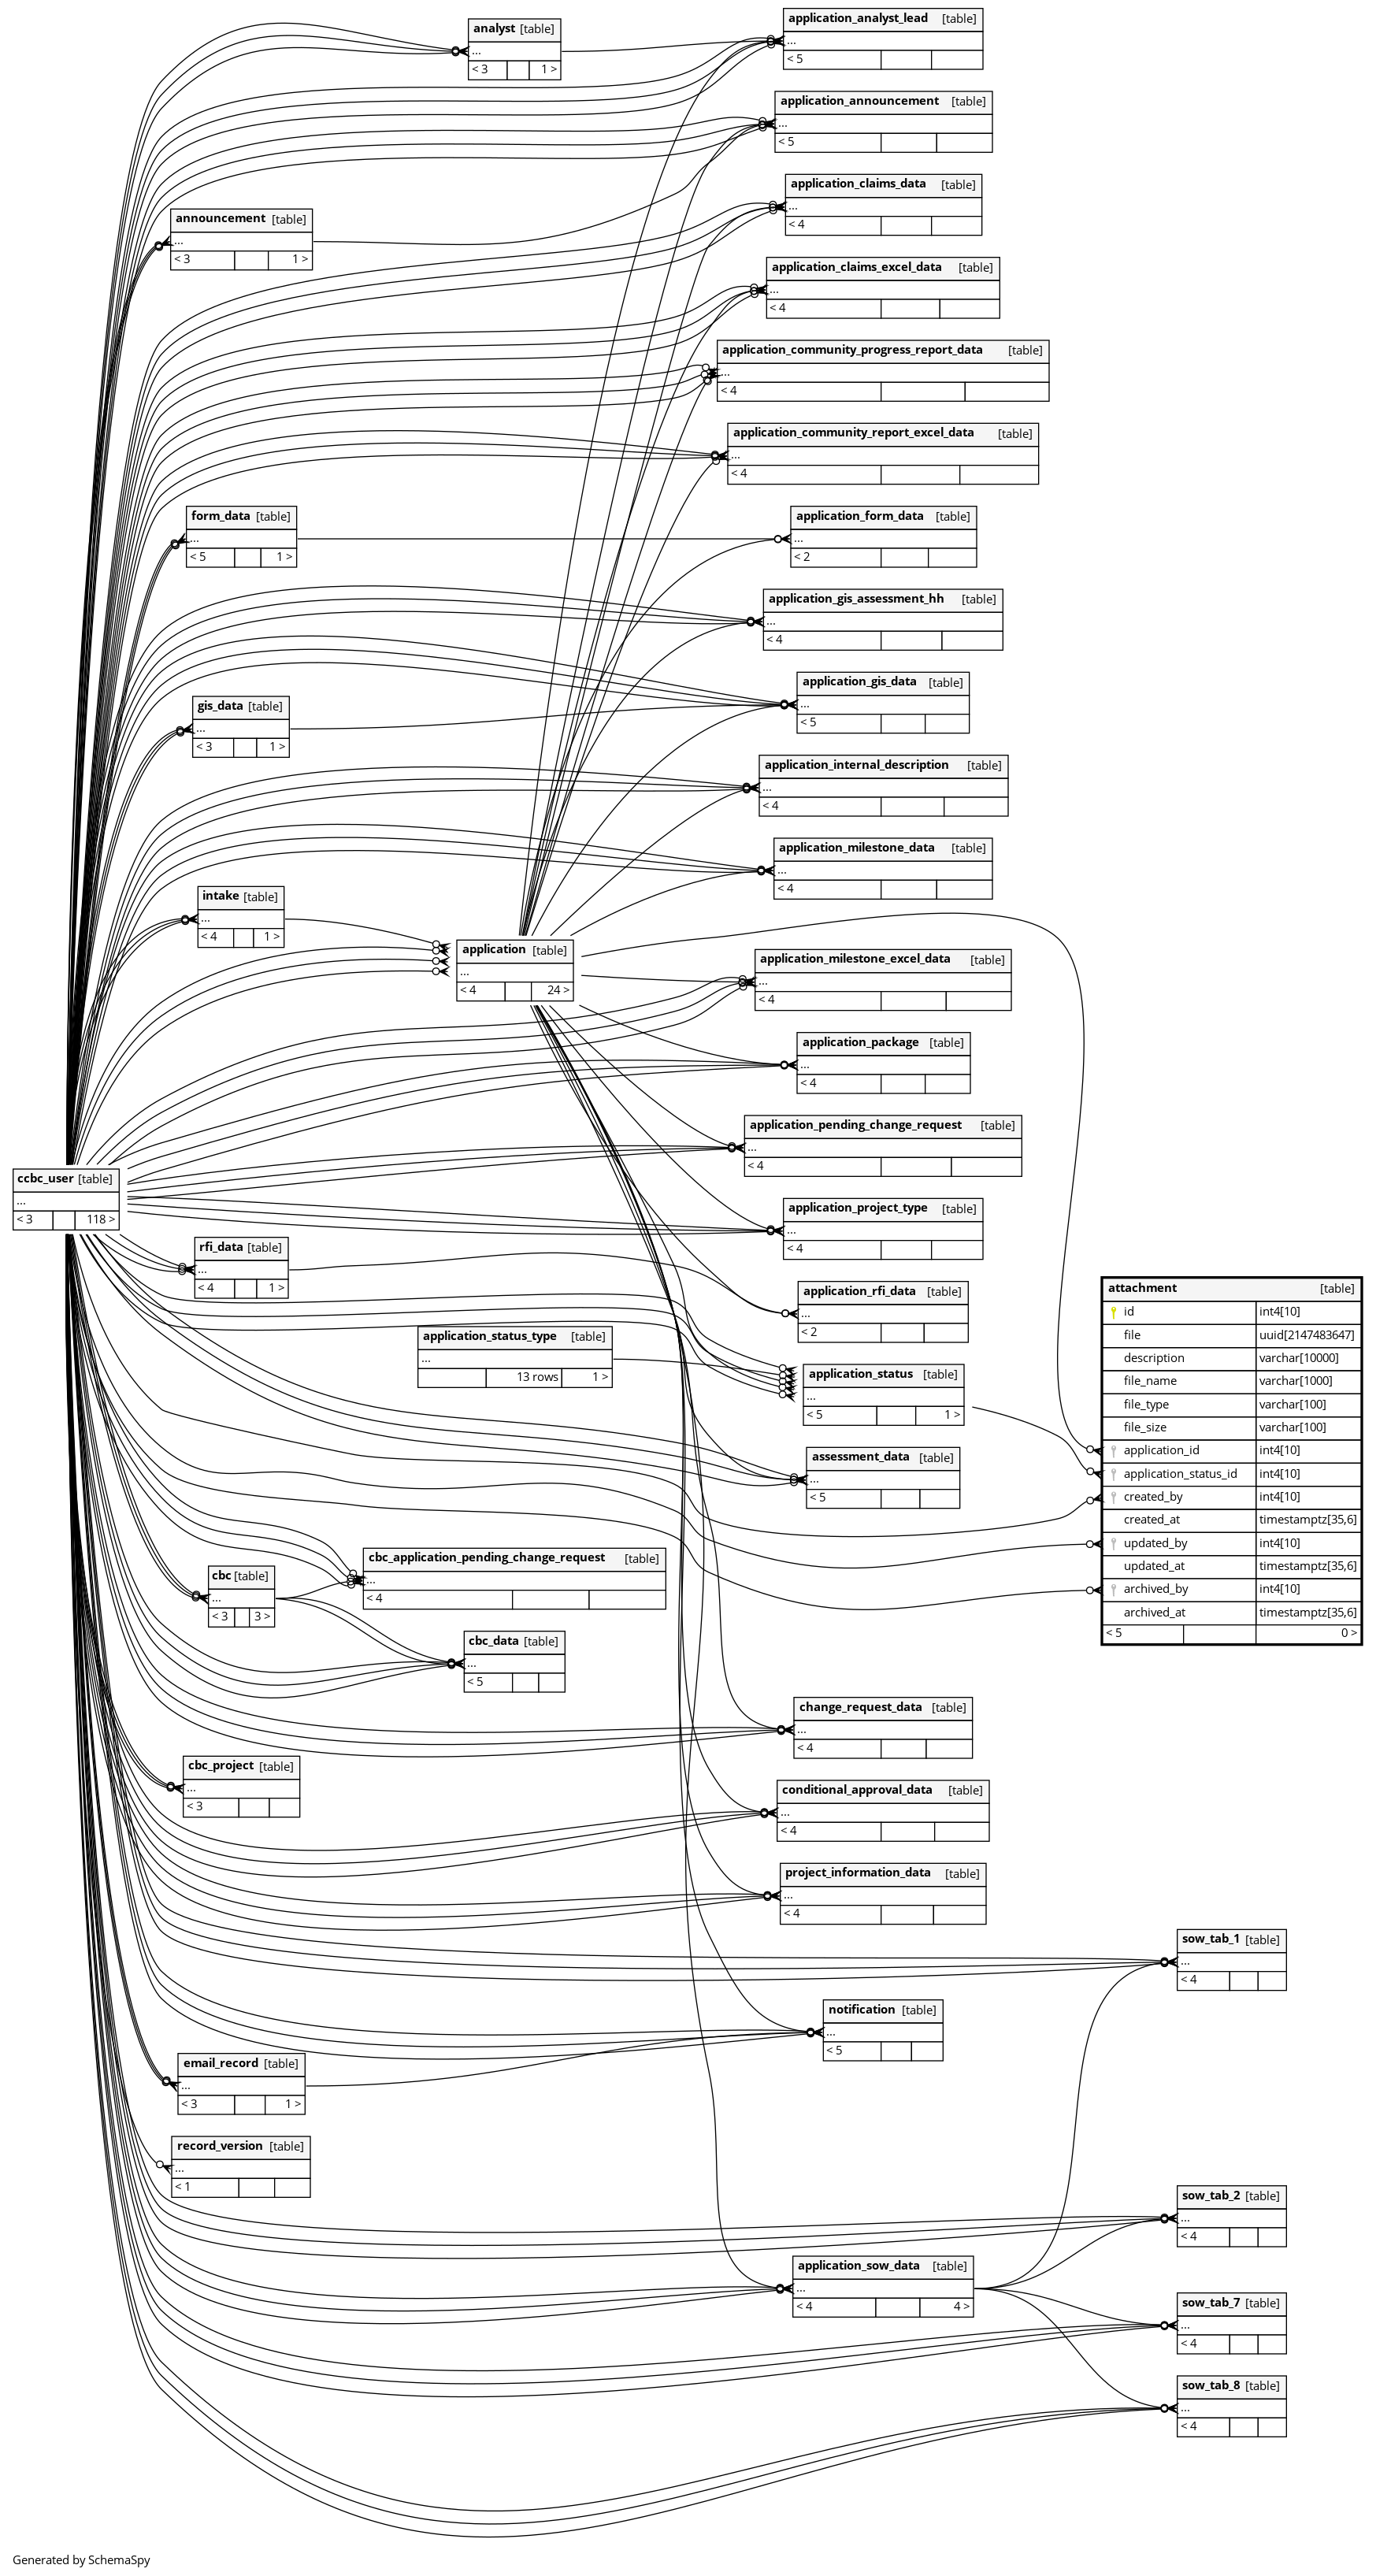 analyst [table]
...
< 3 1 >
application_analyst_lead [table]
...
< 5
application_announcement [table]
...
< 5
application_claims_data [table]
...
< 4
announcement [table]
...
< 3 1 >
application_claims_excel_data [table]
...
< 4
application_community_progress_report_data [table]
...
< 4
application_community_report_excel_data [table]
...
< 4
form_data [table]
...
< 5 1 >
application_form_data [table]
...
< 2
application_gis_assessment_hh [table]
...
< 4
application_gis_data [table]
...
< 5
gis_data [table]
...
< 3 1 >
application_internal_description [table]
...
< 4
application_milestone_data [table]
...
< 4
intake [table]
...
< 4 1 >
application [table]
...
< 4 24 >
application_milestone_excel_data [table]
...
< 4
application_package [table]
...
< 4
application_pending_change_request [table]
...
< 4
ccbc_user [table]
...
< 3 118 >
application_project_type [table]
...
< 4
rfi_data [table]
...
< 4 1 >
application_rfi_data [table]
...
< 2
application_status_type [table]
...
13 rows 1 >
application_status [table]
...
< 5 1 >
attachment [table]
id int4[10]
file uuid[2147483647]
description varchar[10000]
file_name varchar[1000]
file_type varchar[100]
file_size varchar[100]
application_id int4[10]
application_status_id int4[10]
created_by int4[10]
created_at timestamptz[35,6]
updated_by int4[10]
updated_at timestamptz[35,6]
archived_by int4[10]
archived_at timestamptz[35,6]
< 5 0 >
assessment_data [table]
...
< 5
cbc_application_pending_change_request [table]
...
< 4
cbc [table]
...
< 3 3 >
cbc_data [table]
...
< 5
change_request_data [table]
...
< 4
cbc_project [table]
...
< 3
conditional_approval_data [table]
...
< 4
project_information_data [table]
...
< 4
sow_tab_1 [table]
...
< 4
notification [table]
...
< 5
email_record [table]
...
< 3 1 >
record_version [table]
...
< 1
sow_tab_2 [table]
...
< 4
application_sow_data [table]
...
< 4 4 >
sow_tab_7 [table]
...
< 4
sow_tab_8 [table]
...
< 4
Generated by SchemaSpy